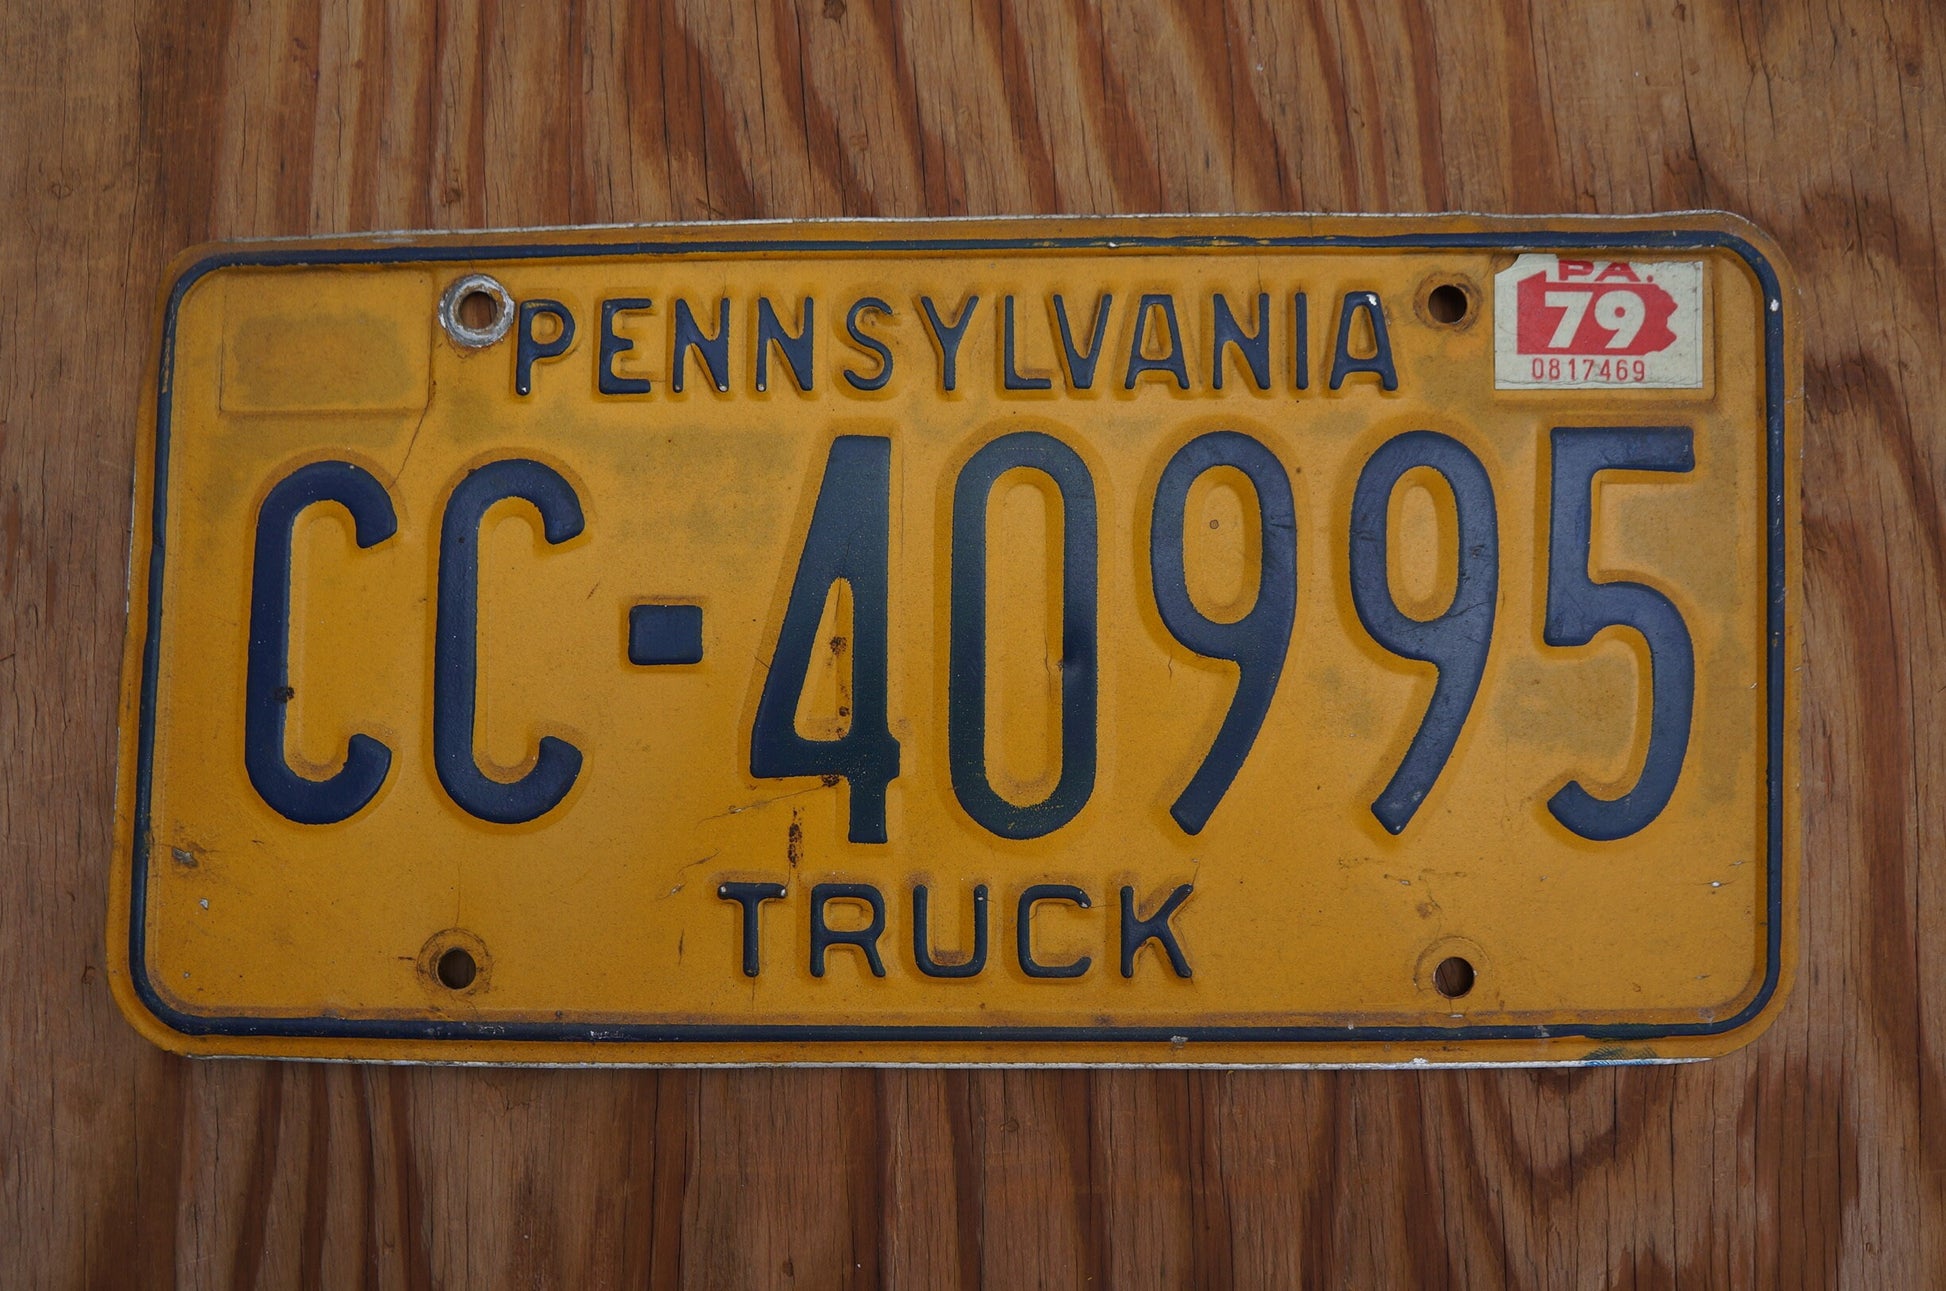 PENNSYLVANIA
PA.
79
0817469
CC-40995
TRUCK